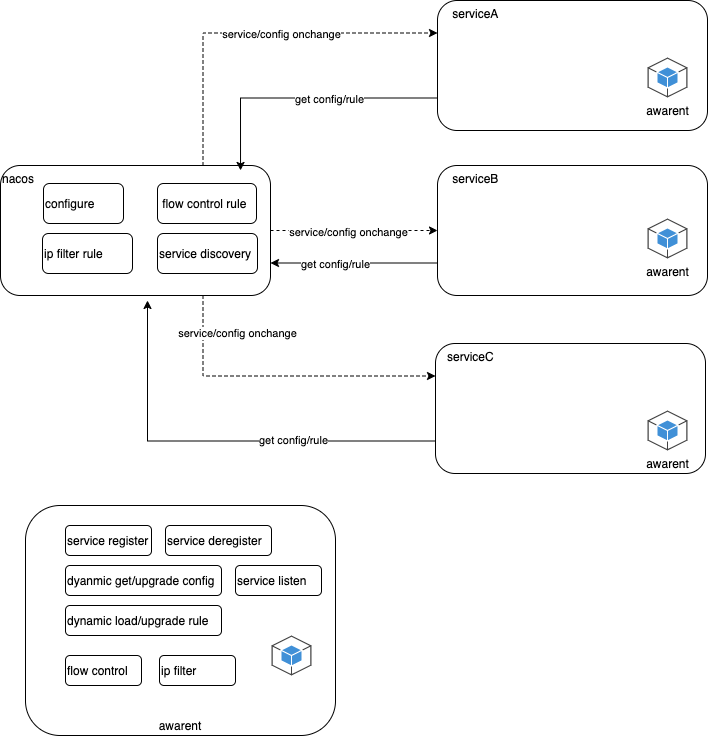 serviceA
service/config onchange
get config/rule
awarent
nacos
configure
flow control rule
ip filter rule
service discovery
serviceB
service/config onchange
get config/rule
awarent
service/config onchange
serviceC
get config/rule
awarent
service register
service deregister
dyanmic get/upgrade config
service listen
dynamic load/upgrade rule
flow control
ip filter
awarent